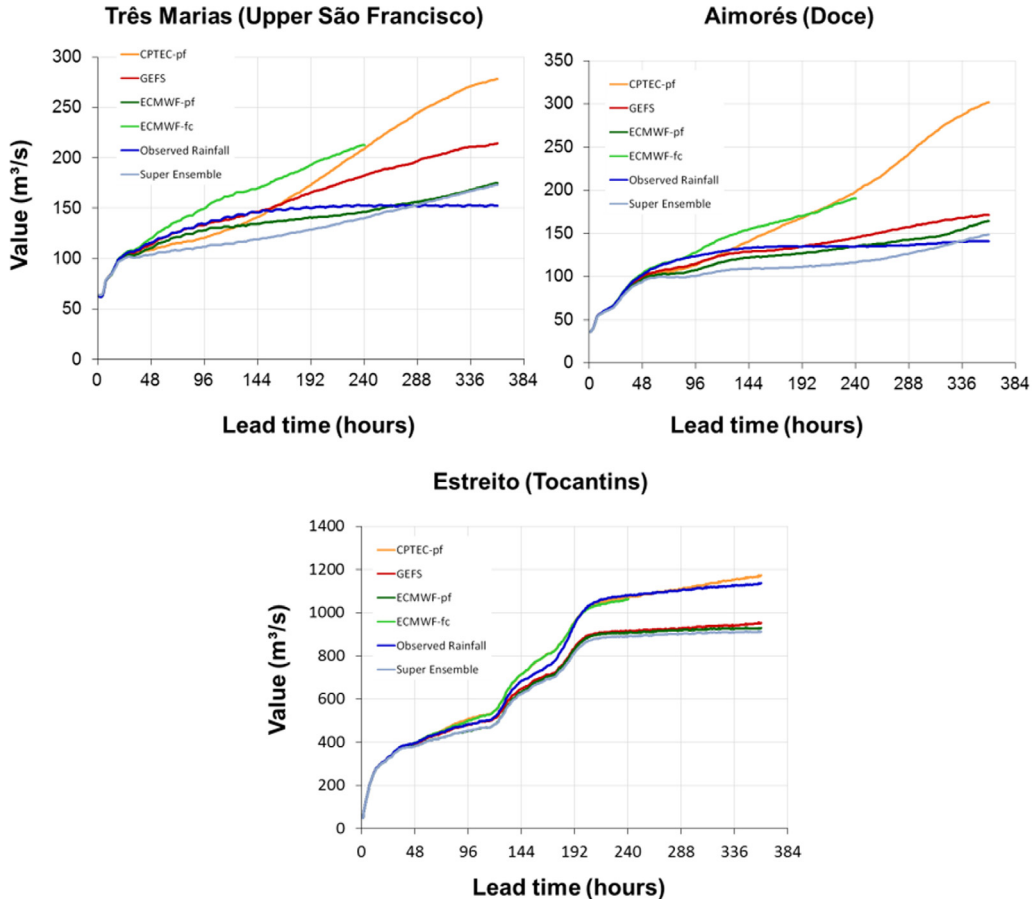 Três Marias (Upper São Francisco)
300
250
200
150
100
50
0
CPTEC-pf
GEFS
ECMWF-pf
ECMWF-fc
Observed Rainfall
Super Ensemble
Value (m³/s)
0 48 96 144 192 240 288 336 384
Lead time (hours)
Aimorés (Doce)
350
300
250
200
150
100
50
0
CPTEC-pf
GEFS
ECMWF-pf
ECMWF-fc
Observed Rainfall
Super Ensemble
Value (m³/s)
0 48 96 144 192 240 288 336 384
Lead time (hours)
Estreito (Tocantins)
1400
1200
1000
800
600
400
200
0
CPTEC-pf
GEFS
ECMWF-pf
ECMWF-fc
Observed Rainfall
Super Ensemble
Value (m³/s)
0 48 96 144 192 240 288 336 384
Lead time (hours)